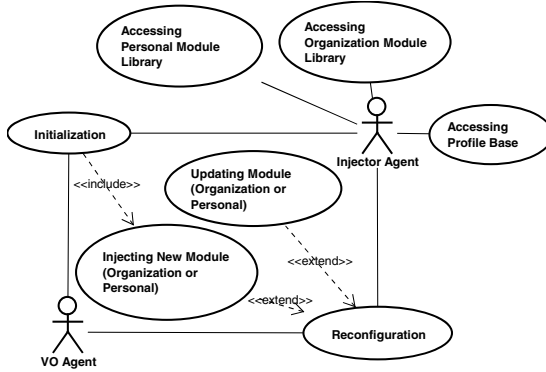 Accessing
Personal Module
Library
Accessing
Organization Module
Library
Initialization
Injector Agent
Accessing
Profile Base
<<include>>
Updating Module
(Organization or
Personal)
Injecting New Module
(Organization or
Personal)
<<extend>>
<<extend>>
VO Agent
Reconfiguration